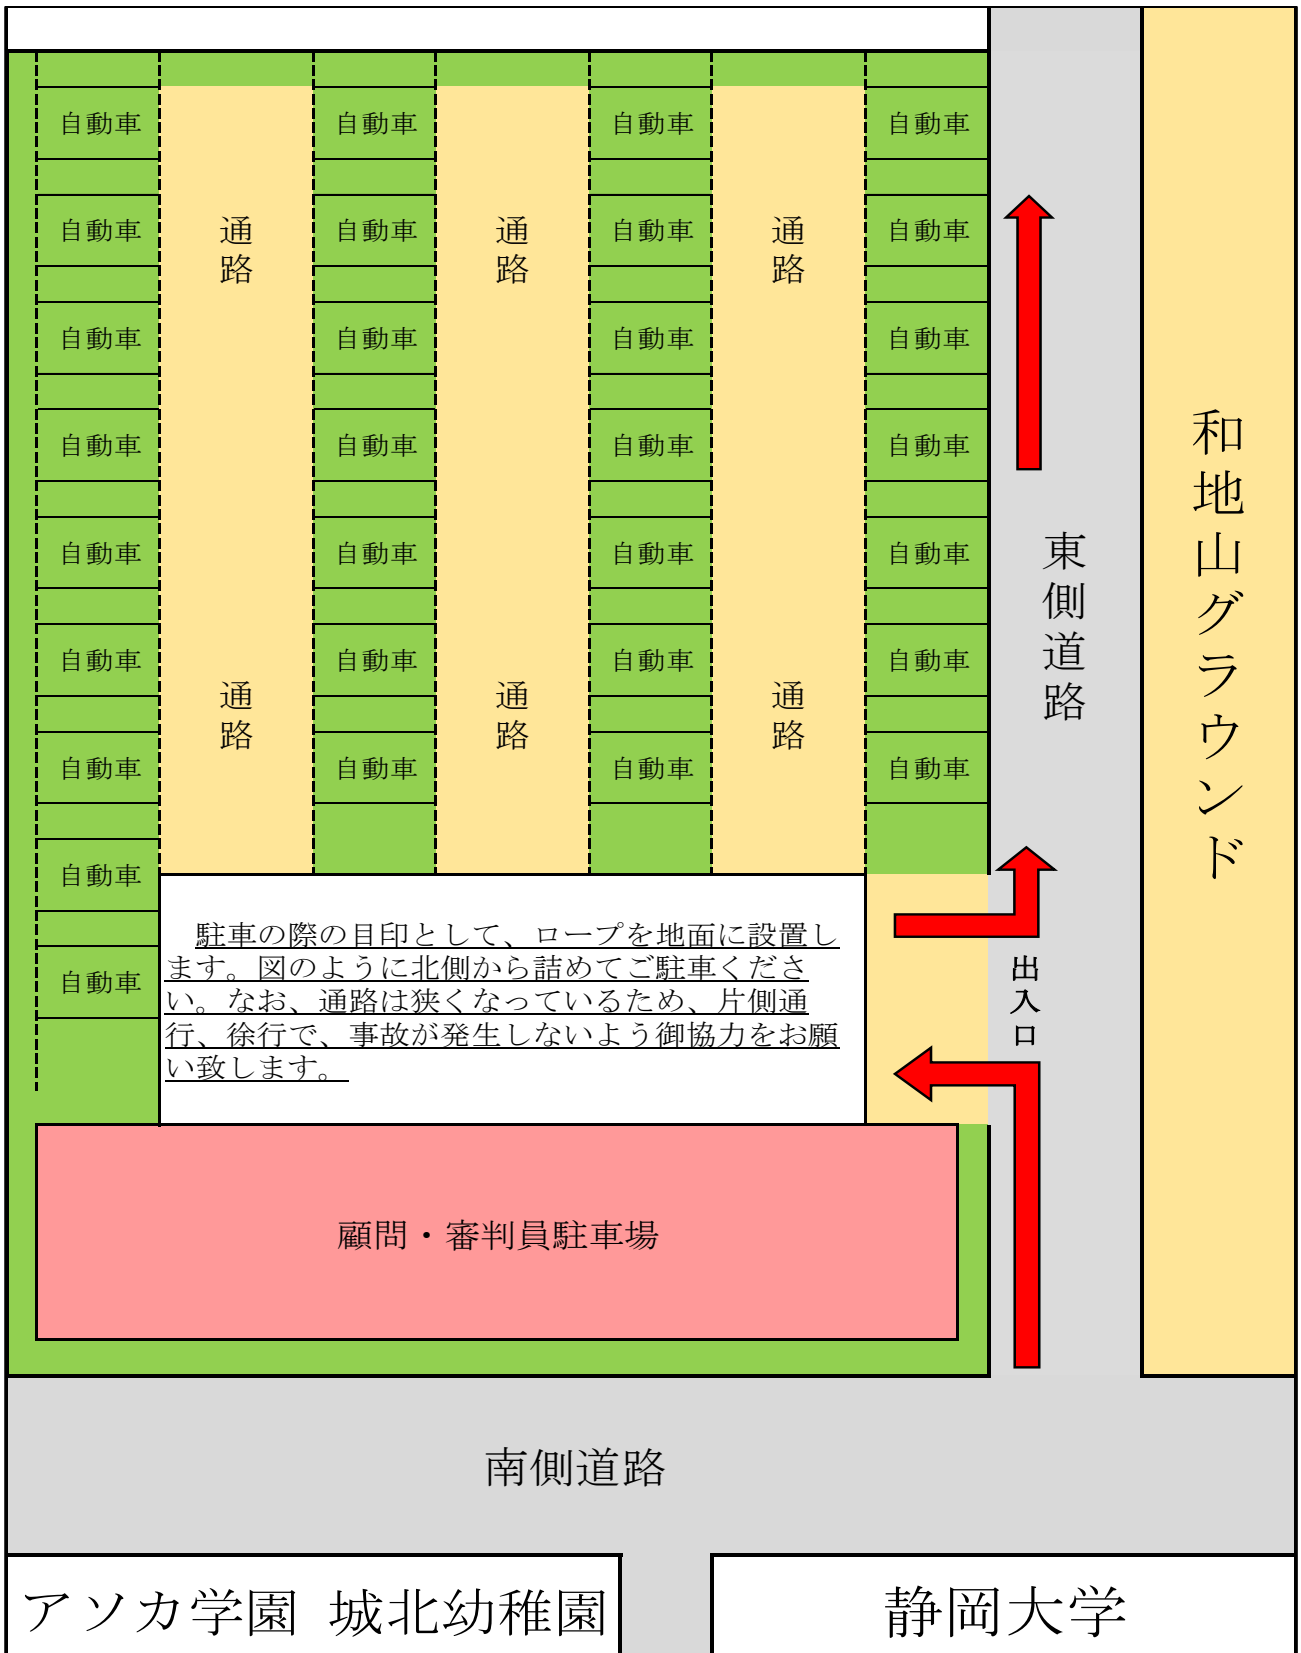 自動車 自動車 自動車 自動車
自動車 自動車 自動車 自動車
通路 通路 通路
自動車 自動車 自動車 自動車
自動車 自動車 自動車 自動車
自動車 自動車 自動車 自動車
自動車 自動車 自動車 自動車
通路 通路 通路
自動車 自動車 自動車 自動車
自動車
自動車
東側道路
和地山グラウンド
駐車の際の目印として、ロープを地面に設置し
ます。図のように北側から詰めてご駐車くださ
い。なお、通路は狭くなっているため、片側通
行、徐行で、事故が発生しないよう御協力をお願
い致します。
出入口
顧問・審判員駐車場
南側道路
アソカ学園 城北幼稚園
静岡大学